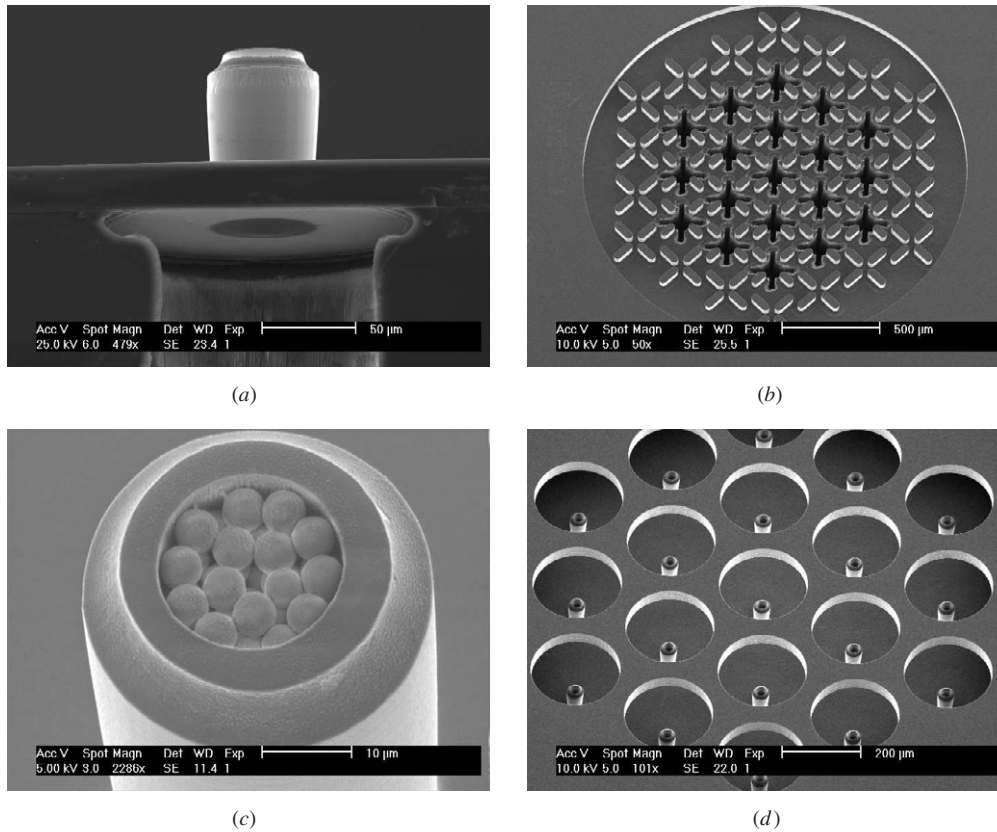 Acc V Spot Magn Det WD Exp 50 µm
25.0 kV 6.0 479x SE 23.4 1
(a)
Acc V Spot Magn Det WD Exp 500 µm
10.0 kV 5.0 50x SE 25.5 1
(b)
Acc V Spot Magn Det WD Exp 10 µm
5.00 kV 3.0 2286x SE 11.4 1
(c)
Acc V Spot Magn Det WD Exp 200 µm
10.0 kV 5.0 101x SE 22.0 1
(d)